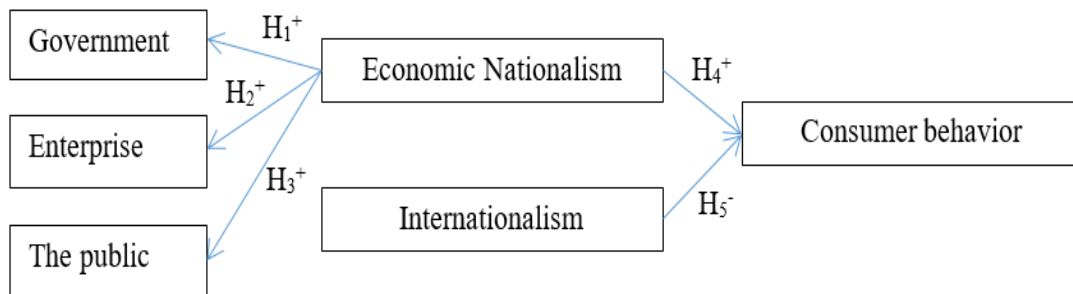 Government
H₁⁺
Economic Nationalism
H₄⁺
H₂⁺
Enterprise
Consumer behavior
H₃⁺
Internationalism
H₅⁻
The public